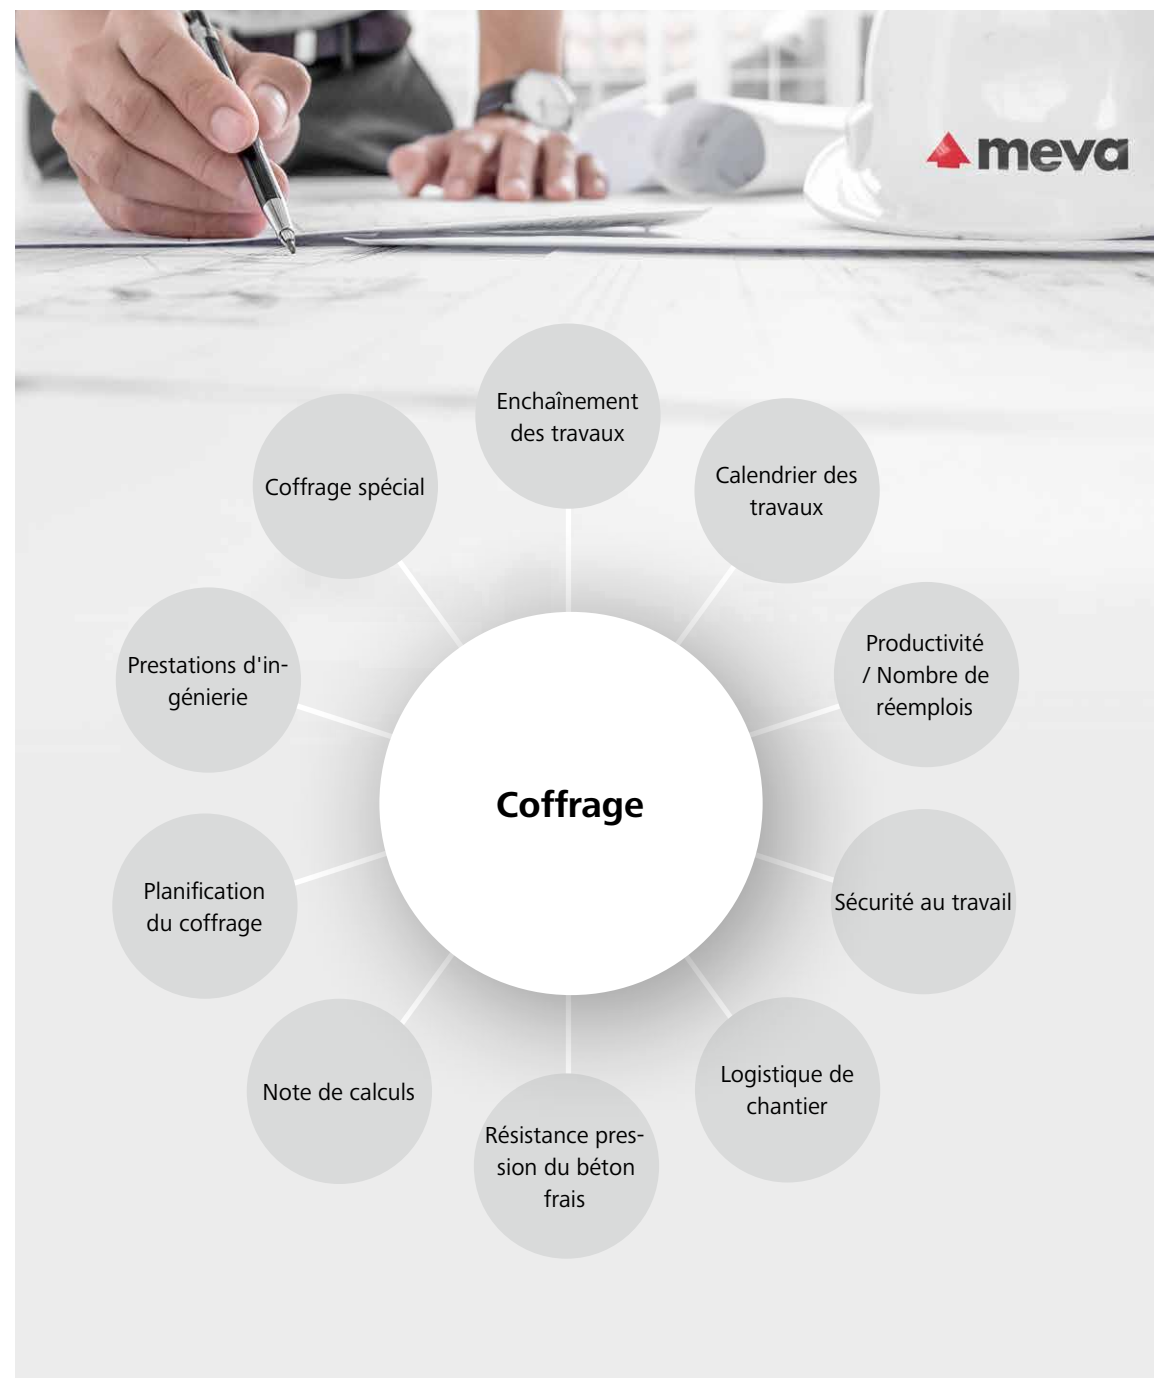 meva
Enchaînement
des travaux
Calendrier des
travaux
Productivité
/ Nombre de
réemplois
Sécurité au travail
Logistique de
chantier
Résistance pres-
sion du béton
frais
Note de calculs
Planification
du coffrage
Prestations d'in-
génierie
Coffrage spécial
Coffrage